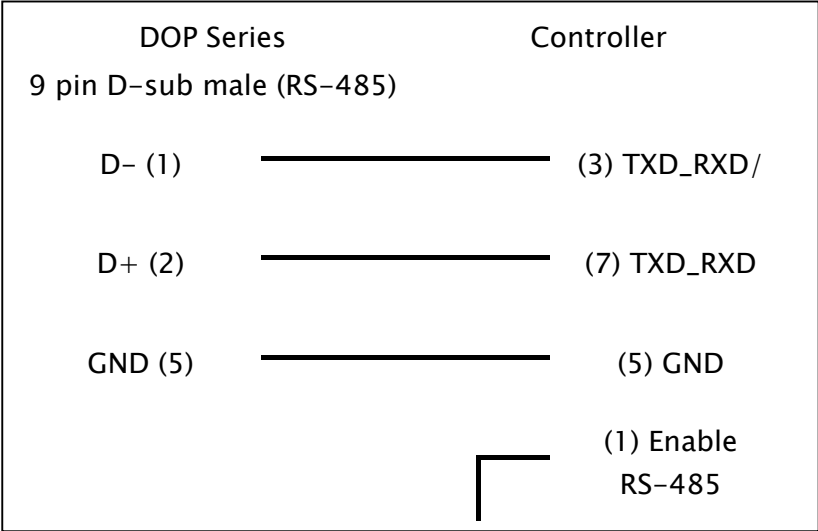 DOP Series Controller
9 pin D-sub male (RS-485)
D- (1) (3) TXD_RXD/
D+ (2) (7) TXD_RXD
GND (5) (5) GND
(1) Enable
RS-485